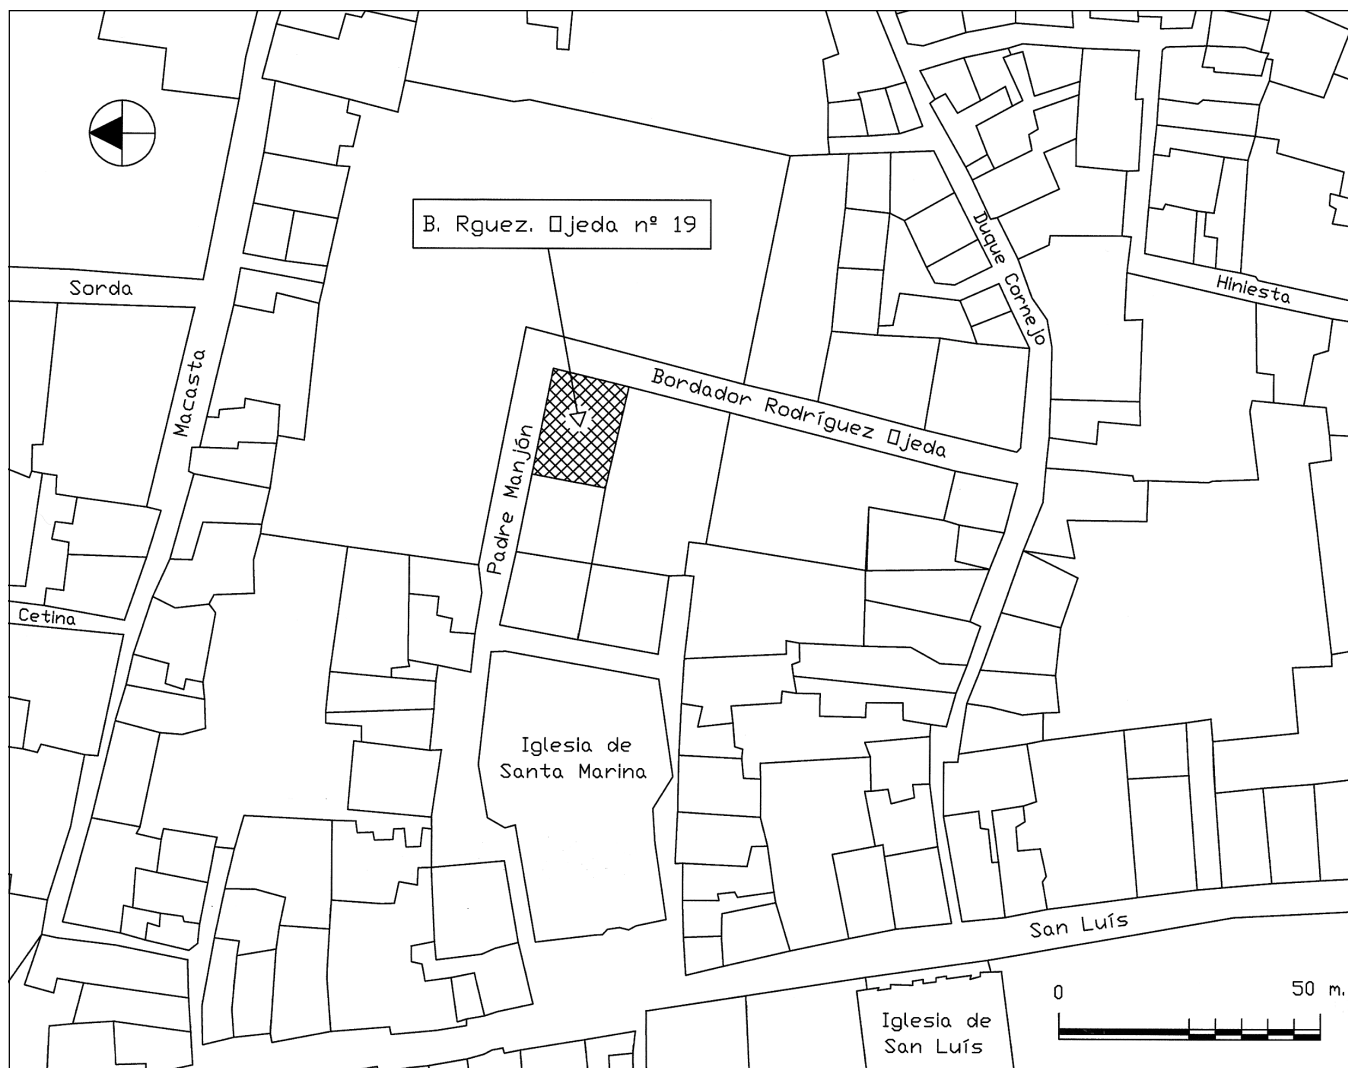 B. Rguez. Ojeda nº 19
Duque Cornejo
Sorda
Hiniesta
Macasta
Bordador Rodríguez Ojeda
Padre Manjón
Cetina
Iglesia de
Santa Marina
San Luís
0 50 m.
Iglesia de
San Luís